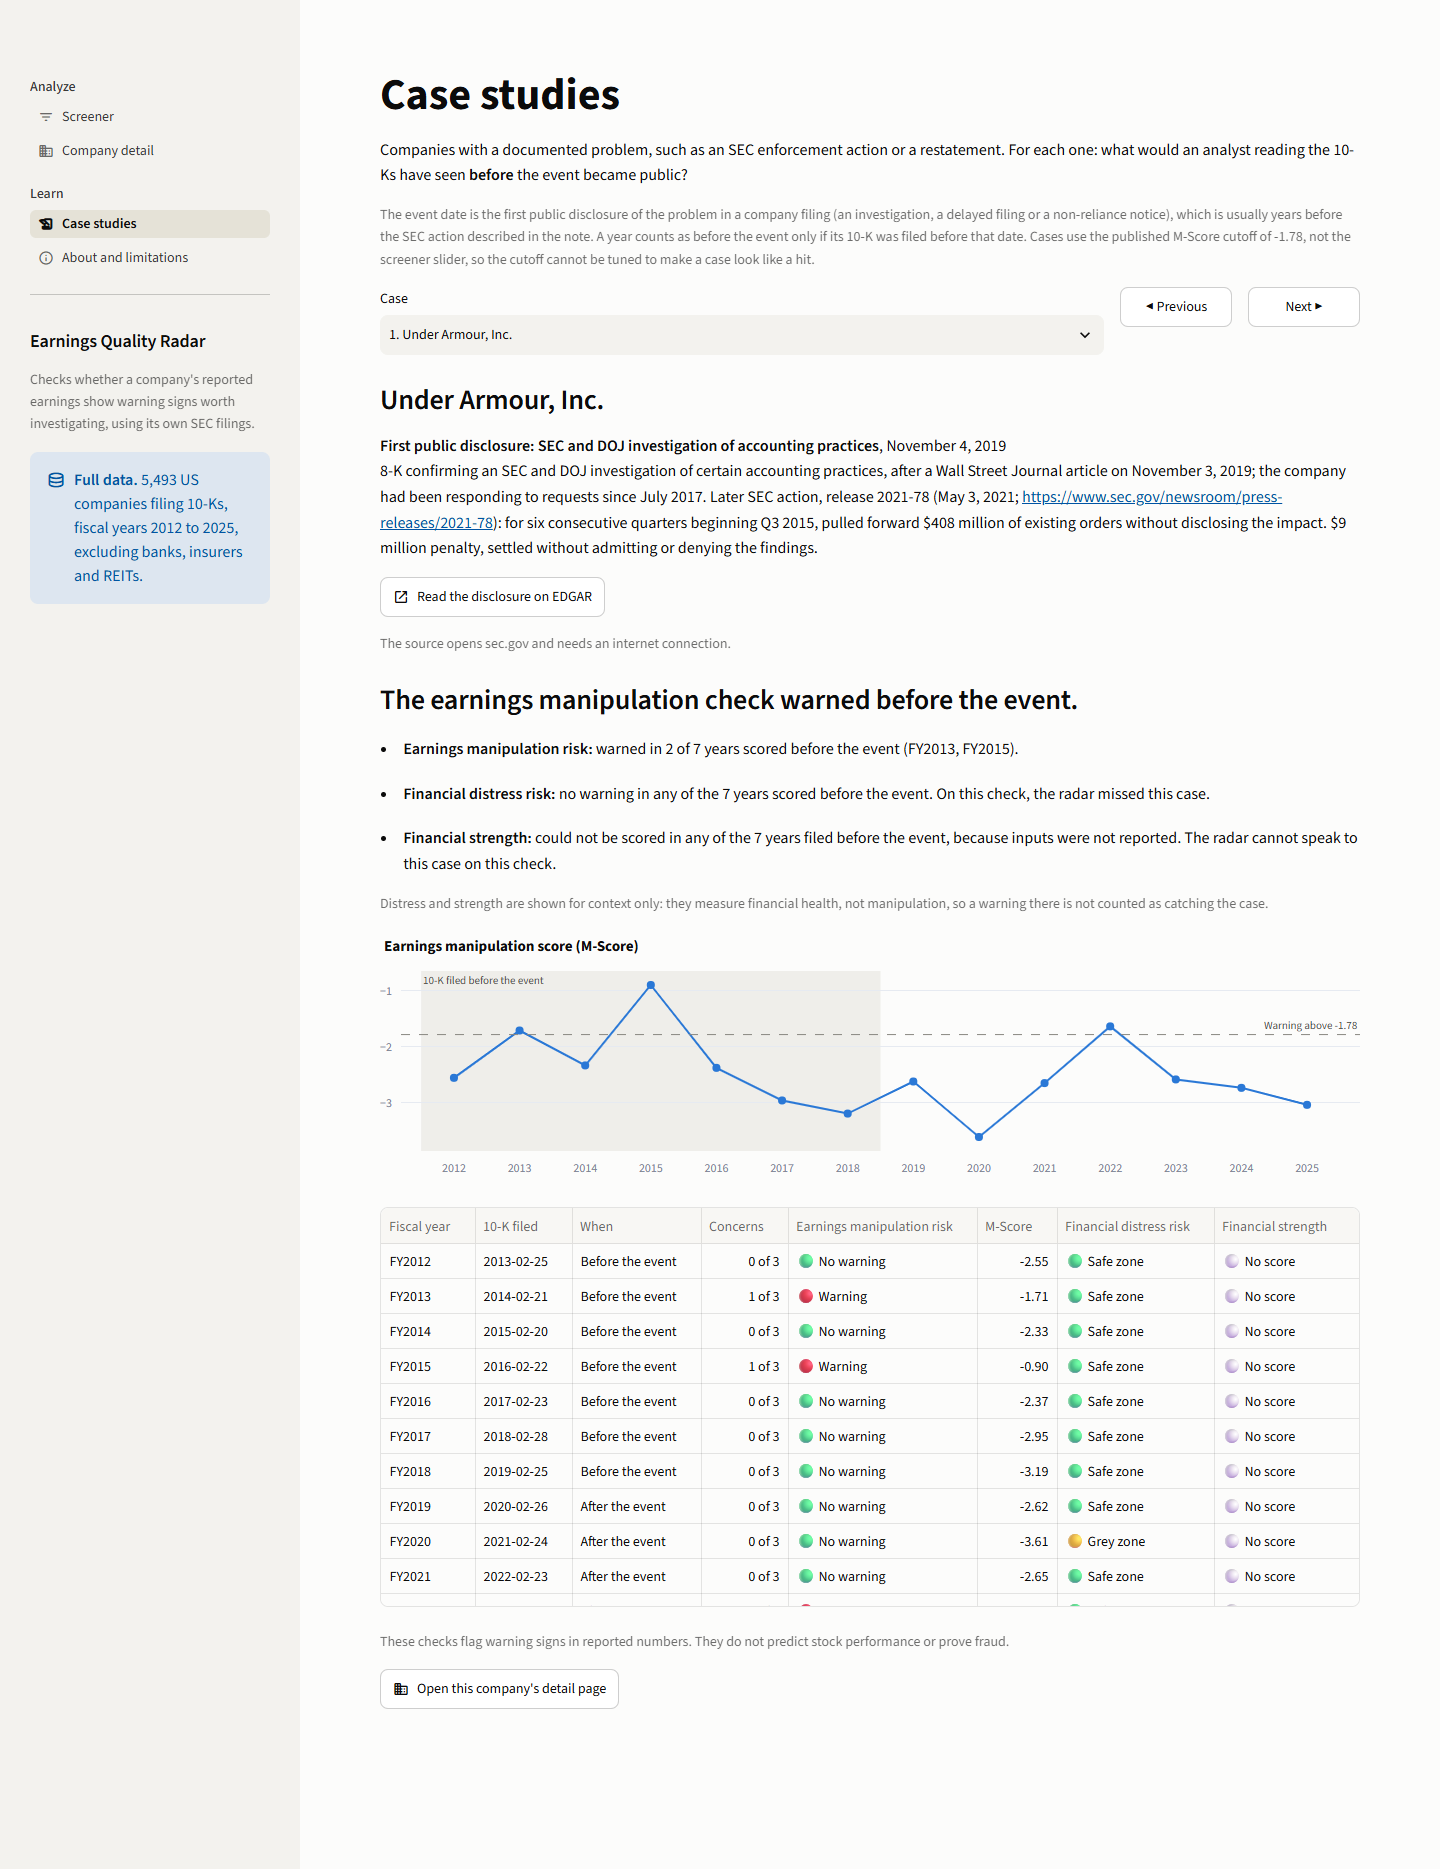 Analyze
Screener
Company detail
Learn
Case studies
About and limitations
Earnings Quality Radar
Checks whether a company's reported
earnings show warning signs worth
investigating, using its own SEC filings.
Full data. 5,493 US
companies filing 10-Ks,
fiscal years 2012 to 2025,
excluding banks, insurers
and REITs.
Case studies
Companies with a documented problem, such as an SEC enforcement action or a restatement. For each one: what would an analyst reading the 10-
Ks have seen before the event became public?
The event date is the first public disclosure of the problem in a company filing (an investigation, a delayed filing or a non-reliance notice), which is usually years before
the SEC action described in the note. A year counts as before the event only if its 10-K was filed before that date. Cases use the published M-Score cutoff of -1.78, not the
screener slider, so the cutoff cannot be tuned to make a case look like a hit.
Case
1. Under Armour, Inc.
◂ Previous
Next ▸
Under Armour, Inc.
First public disclosure: SEC and DOJ investigation of accounting practices, November 4, 2019
8-K confirming an SEC and DOJ investigation of certain accounting practices, after a Wall Street Journal article on November 3, 2019; the company
had been responding to requests since July 2017. Later SEC action, release 2021-78 (May 3, 2021; https://www.sec.gov/newsroom/press-
releases/2021-78): for six consecutive quarters beginning Q3 2015, pulled forward $408 million of existing orders without disclosing the impact. $9
million penalty, settled without admitting or denying the findings.
Read the disclosure on EDGAR
The source opens sec.gov and needs an internet connection.
The earnings manipulation check warned before the event.
• Earnings manipulation risk: warned in 2 of 7 years scored before the event (FY2013, FY2015).
• Financial distress risk: no warning in any of the 7 years scored before the event. On this check, the radar missed this case.
• Financial strength: could not be scored in any of the 7 years filed before the event, because inputs were not reported. The radar cannot speak to
this case on this check.
Distress and strength are shown for context only: they measure financial health, not manipulation, so a warning there is not counted as catching the case.
Earnings manipulation score (M-Score)
10-K filed before the event
−1
Warning above -1.78
−2
−3
2012 2013 2014 2015 2016 2017 2018 2019 2020 2021 2022 2023 2024 2025
Fiscal year 10-K filed When Concerns Earnings manipulation risk M-Score Financial distress risk Financial strength
FY2012 2013-02-25 Before the event 0 of 3 No warning -2.55 Safe zone No score
FY2013 2014-02-21 Before the event 1 of 3 Warning -1.71 Safe zone No score
FY2014 2015-02-20 Before the event 0 of 3 No warning -2.33 Safe zone No score
FY2015 2016-02-22 Before the event 1 of 3 Warning -0.90 Safe zone No score
FY2016 2017-02-23 Before the event 0 of 3 No warning -2.37 Safe zone No score
FY2017 2018-02-28 Before the event 0 of 3 No warning -2.95 Safe zone No score
FY2018 2019-02-25 Before the event 0 of 3 No warning -3.19 Safe zone No score
FY2019 2020-02-26 After the event 0 of 3 No warning -2.62 Safe zone No score
FY2020 2021-02-24 After the event 0 of 3 No warning -3.61 Grey zone No score
FY2021 2022-02-23 After the event 0 of 3 No warning -2.65 Safe zone No score
These checks flag warning signs in reported numbers. They do not predict stock performance or prove fraud.
Open this company's detail page